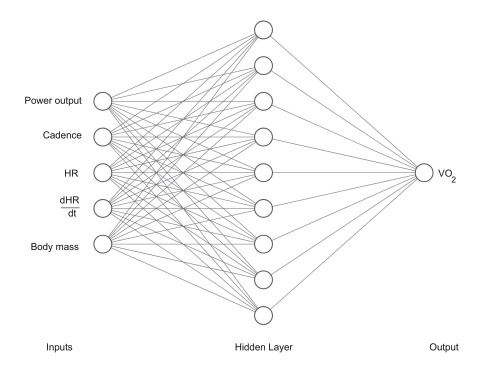 Power output
Cadence
HR
dHR
dt
Body mass
VO2
Inputs
Hidden Layer
Output